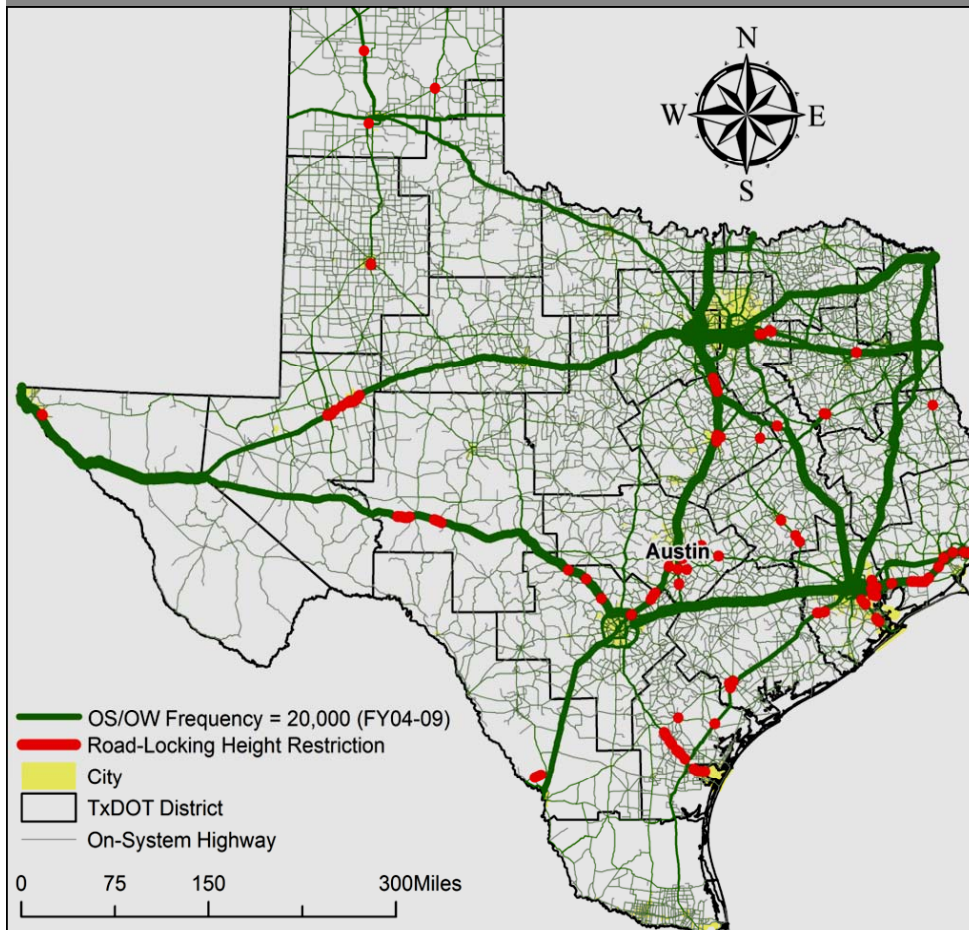 N
W E
S
Austin
OS/OW Frequency = 20,000 (FY04-09)
Road-Locking Height Restriction
City
TxDOT District
On-System Highway
0 75 150 300Miles